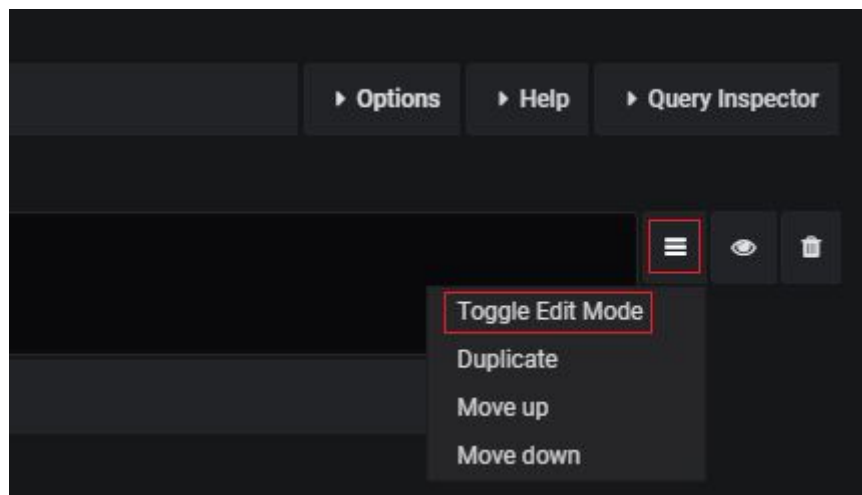 Options Help Query Inspector
Toggle Edit Mode
Duplicate
Move up
Move down